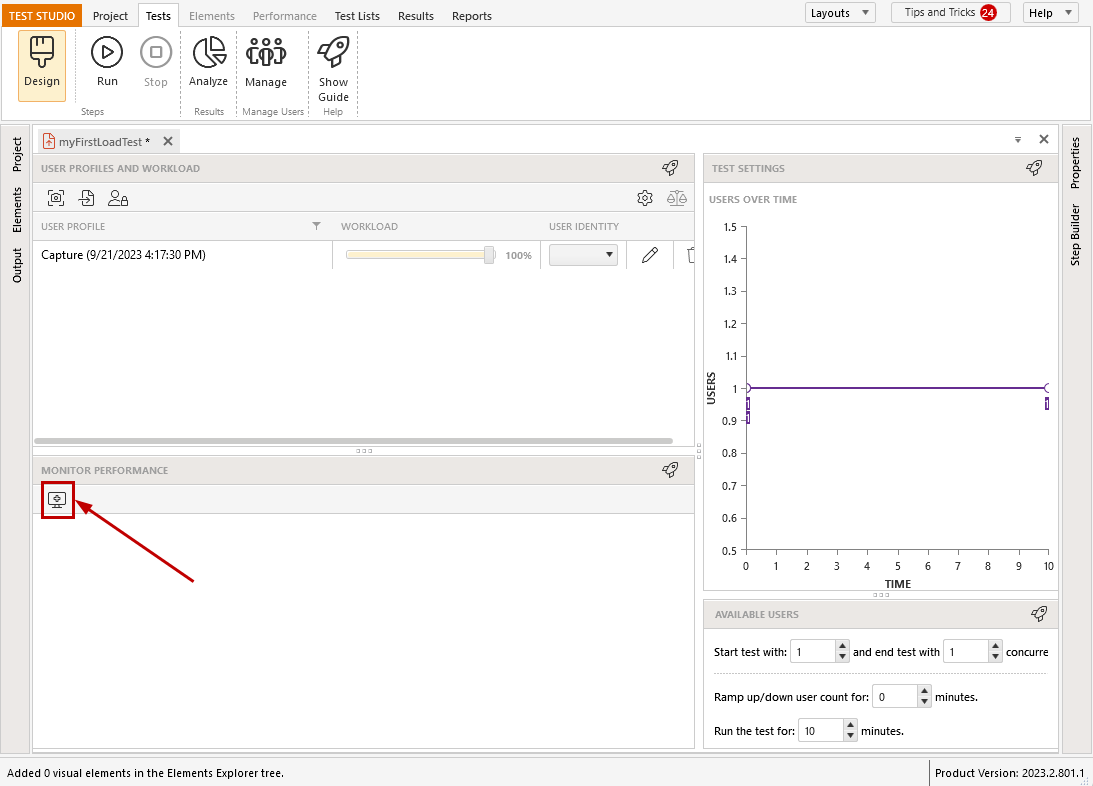 TEST STUDIO Project Tests Elements Performance Test Lists Results Reports Layouts Tips and Tricks 24 Help
Design Run Stop Analyze Manage Show Guide
Steps Results Manage Users Help
Project
Elements
Output
myFirstLoadTest *
USER PROFILES AND WORKLOAD
USER PROFILE WORKLOAD USER IDENTITY
Capture (9/21/2023 4:17:30 PM) 100%
MONITOR PERFORMANCE
TEST SETTINGS
USERS OVER TIME
1.5
1.4
1.3
1.2
1.1
1
0.9
0.8
0.7
0.6
0.5
USERS
1
1
1
0 1 2 3 4 5 6 7 8 9 10
TIME
AVAILABLE USERS
Start test with: 1 and end test with 1 concurre
Ramp up/down user count for: 0 minutes.
Run the test for: 10 minutes.
Properties
Step Builder
Added 0 visual elements in the Elements Explorer tree. Product Version: 2023.2.801.1